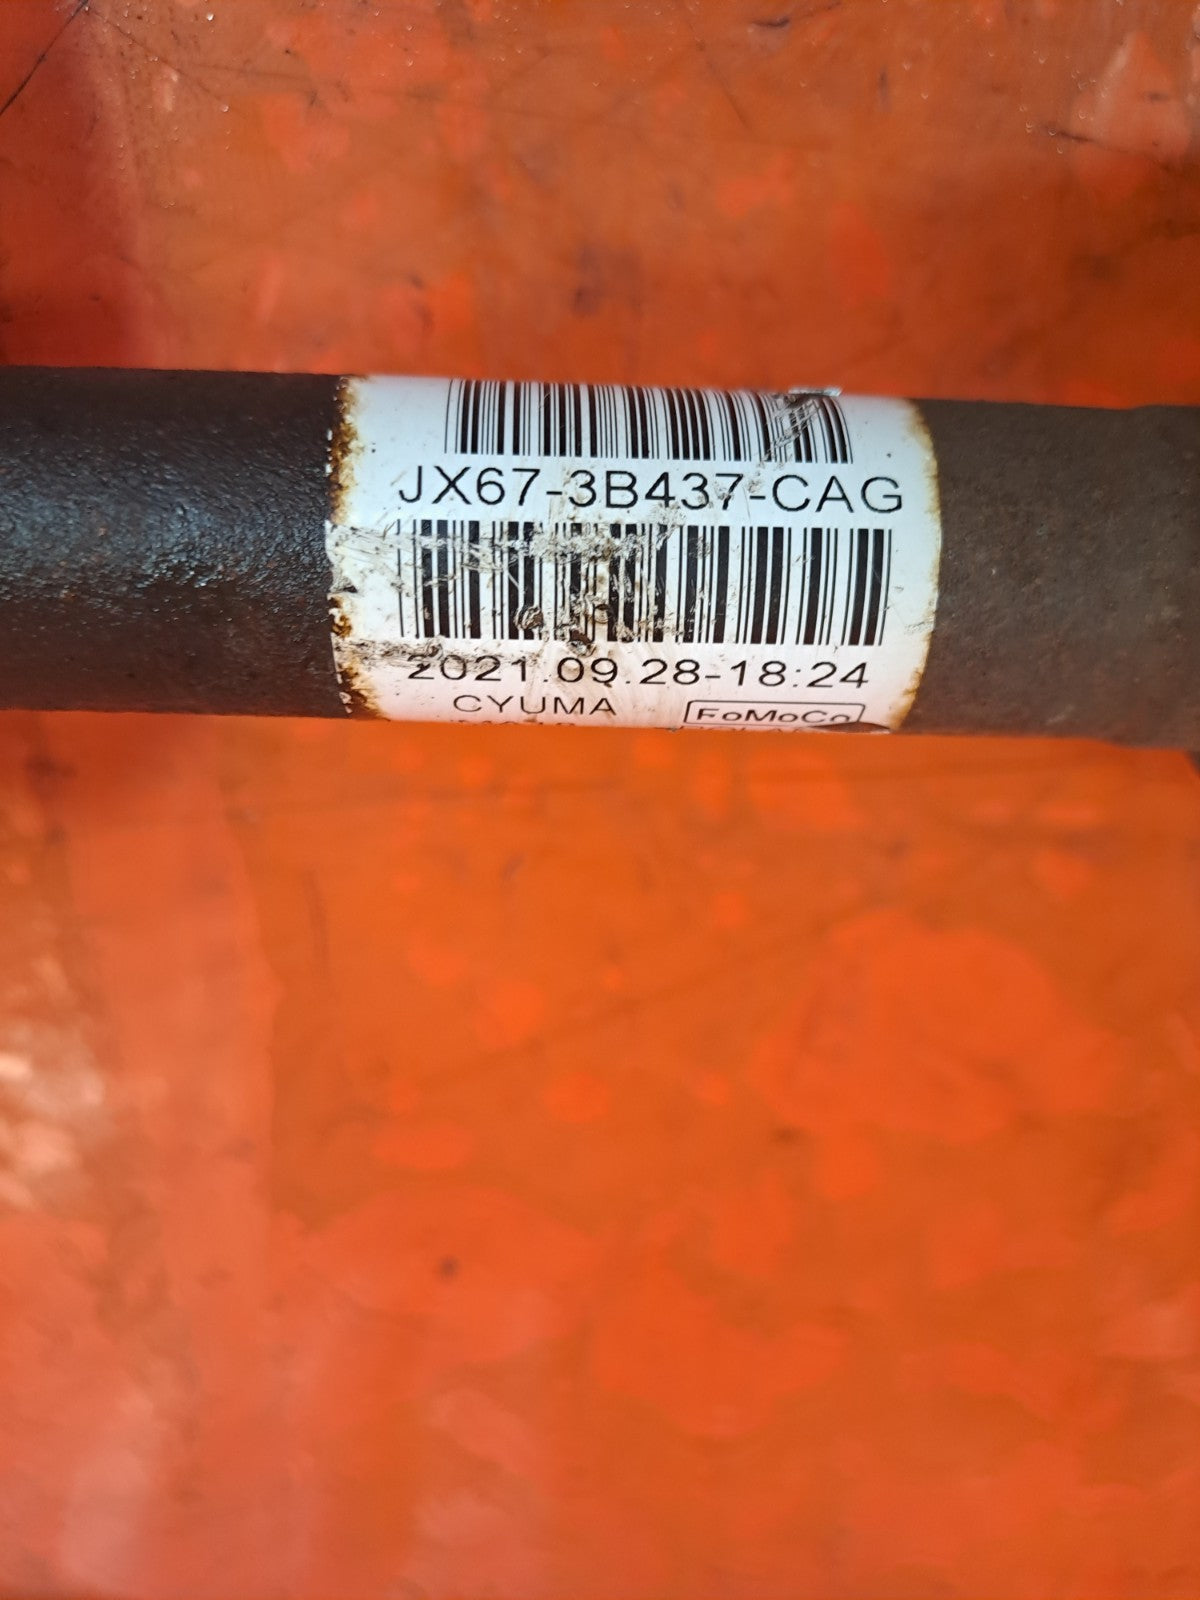 JX67-3B437-CAG
2021.09.28-18:24
CYUMA
FoMoCo